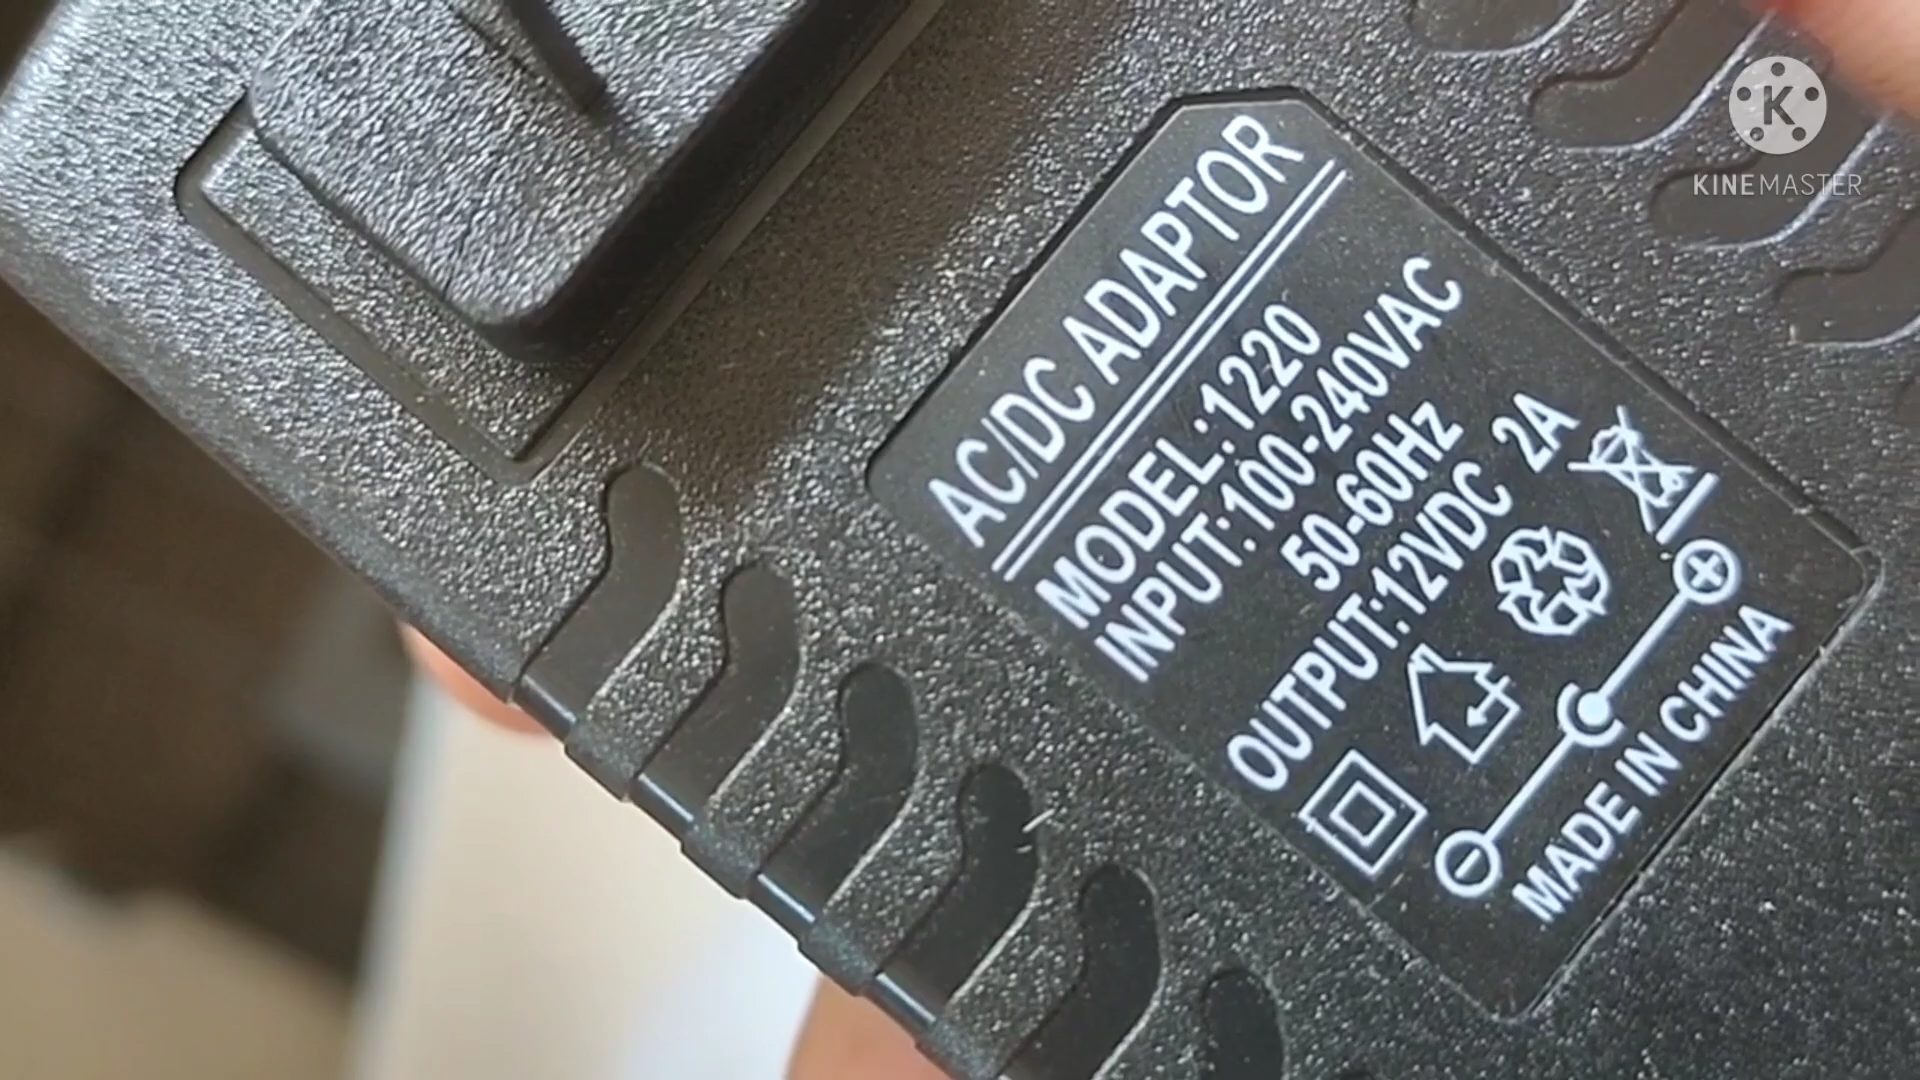 AC/DC ADAPTOR
MODEL:1220
INPUT:100-240VAC
50-60Hz
OUTPUT:12VDC 2A
MADE IN CHINA
K
KINEMASTER